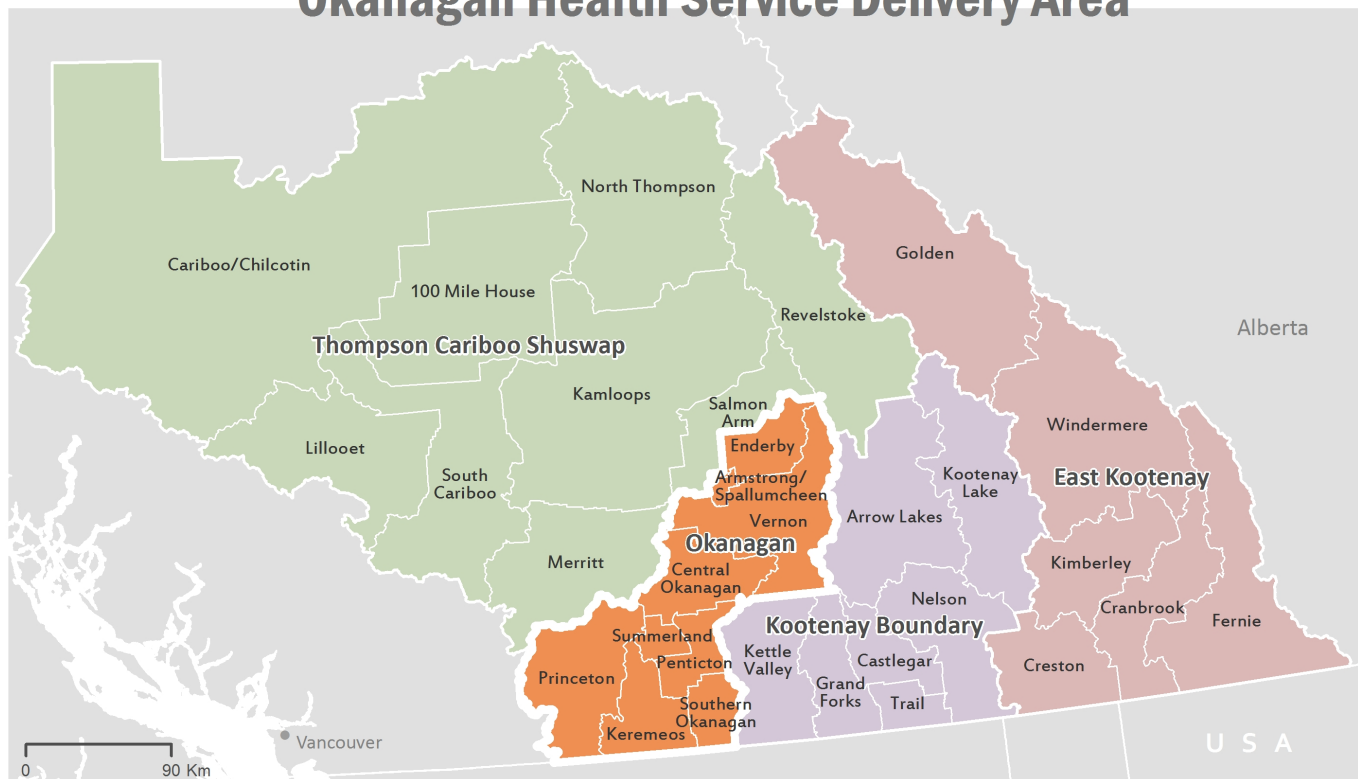 Okanagan Health Service Delivery Area
North Thompson
Golden
Cariboo/Chilcotin
100 Mile House
Revelstoke
Alberta
Thompson Cariboo Shuswap
Kamloops
Salmon
Arm
Windermere
Enderby
Lillooet
South
Cariboo
Armstrong/
Spallumcheen
Kootenay
Lake
East Kootenay
Arrow Lakes
Vernon
Okanagan
Merritt
Central
Okanagan
Kimberley
Nelson
Cranbrook
Fernie
Kootenay Boundary
Summerland
Kettle
Valley
Penticton
Castlegar
Creston
Princeton
Grand
Forks
Trail
Southern
Okanagan
Keremeos
Vancouver
USA
0 90 Km